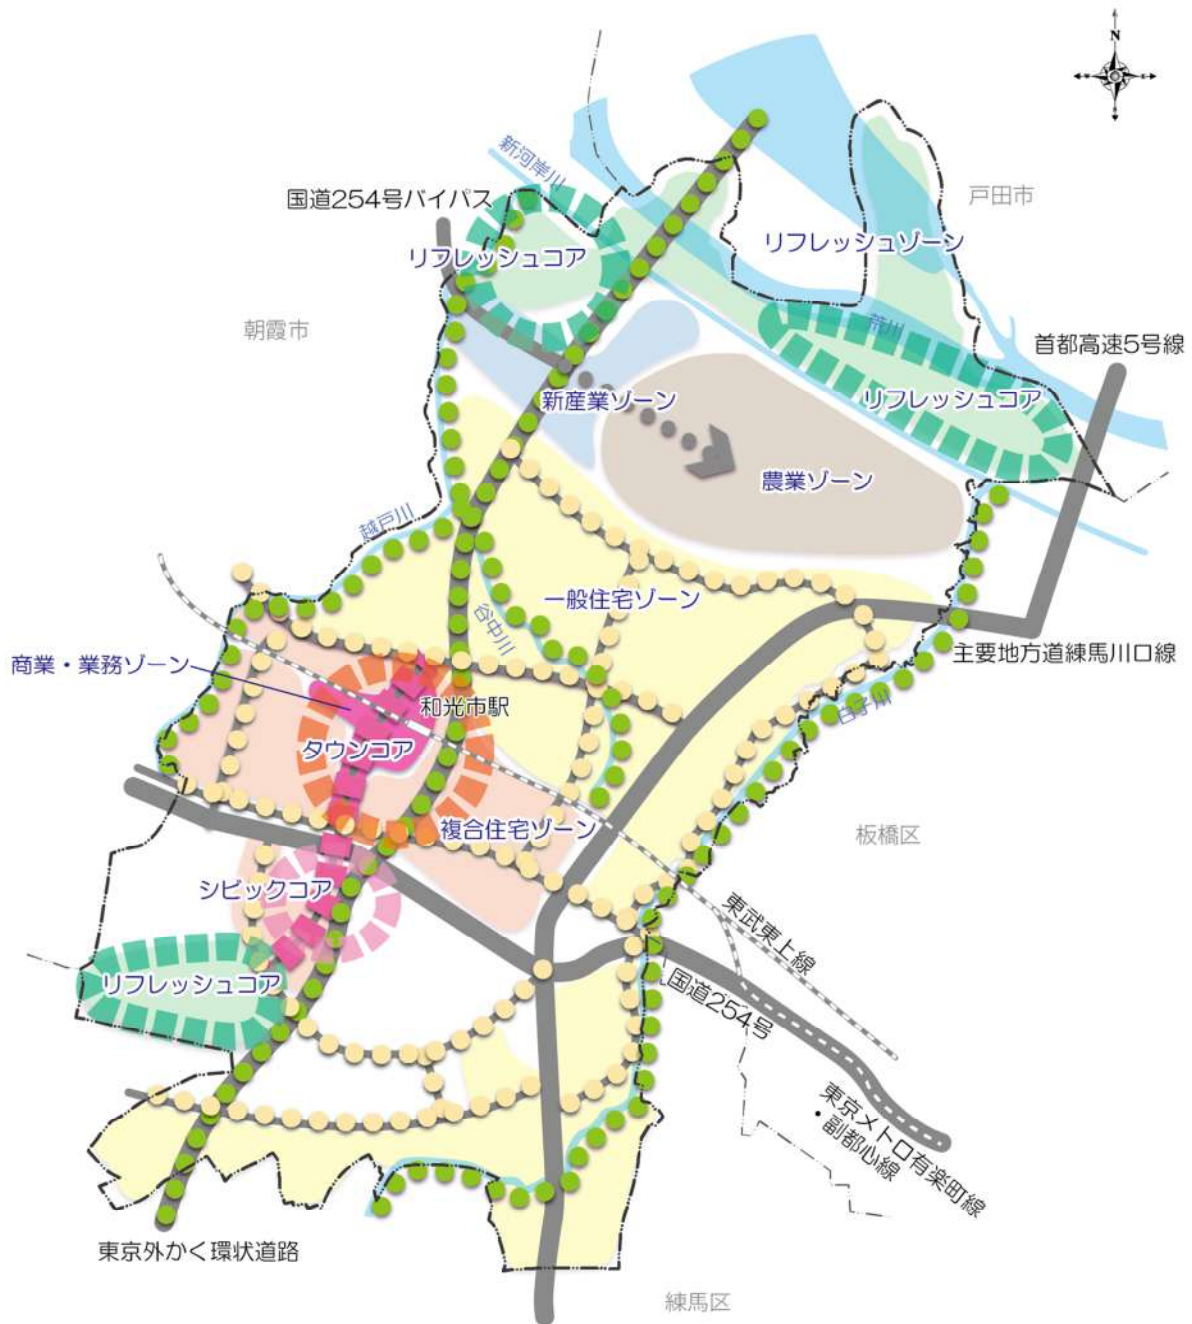 N
新河岸川
国道254号バイパス
戸田市
リフレッシュコア
リフレッシュゾーン
朝霞市
荒川
首都高速5号線
新産業ゾーン
リフレッシュコア
農業ゾーン
越戸川
一般住宅ゾーン
谷中川
主要地方道練馬川口線
商業・業務ゾーン
和光市駅
白子川
タウンコア
複合住宅ゾーン
板橋区
シビックコア
東武東上線
リフレッシュコア
国道254号
東京メトロ有楽町線
・副都心線
東京外かく環状道路
練馬区